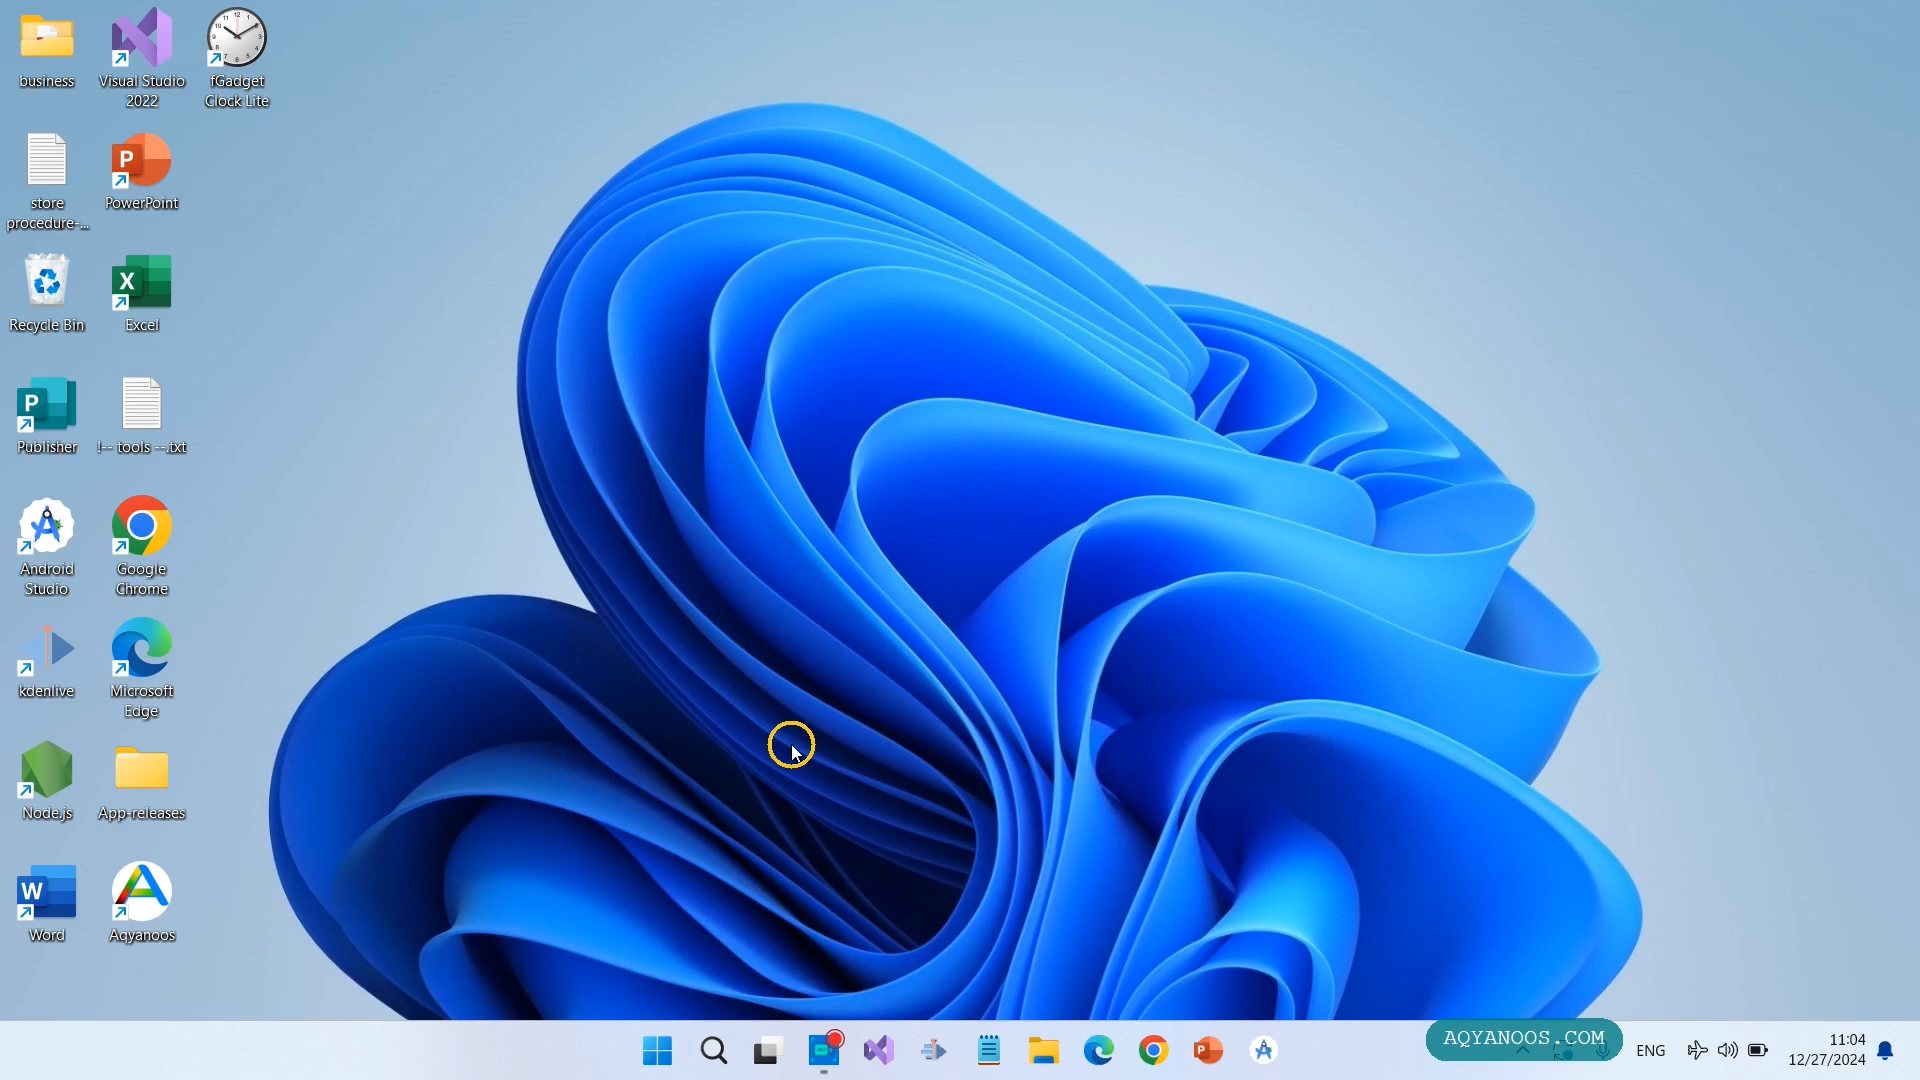 business
Visual Studio
2022
fGadget
Clock Lite
store
procedure-...
PowerPoint
Recycle Bin
Excel
Publisher
!-- tools --.txt
Android
Studio
Google
Chrome
kdenlive
Microsoft
Edge
Node.js
App-releases
Word
Aqyanoos
AQYANOOS.COM
ENG
11:04
12/27/2024